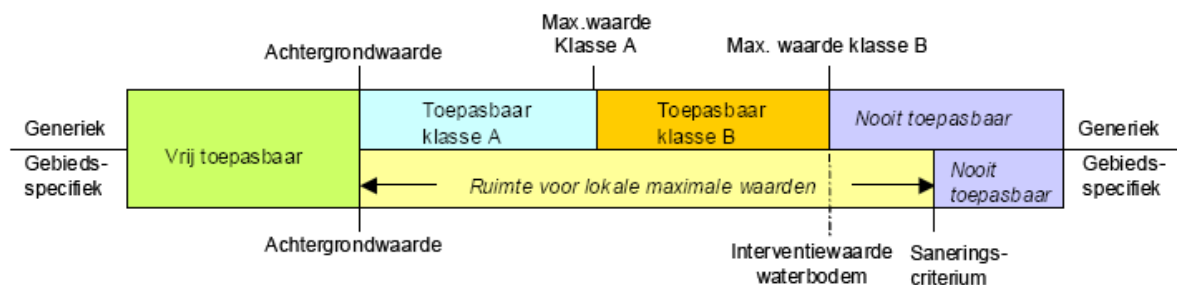 Max.waarde
Klasse A
Achtergrondwaarde
Max. waarde klasse B
Generiek
Toepasbaar
klasse A
Toepasbaar
klasse B
Nooit toepasbaar
Generiek
Vrij toepasbaar
Gebieds-
specifiek
Ruimte voor lokale maximale waarden
Nooit
toepasbaar
Gebieds-
specifiek
Achtergrondwaarde
Interventiewaarde
waterbodem
Sanerings-
criterium